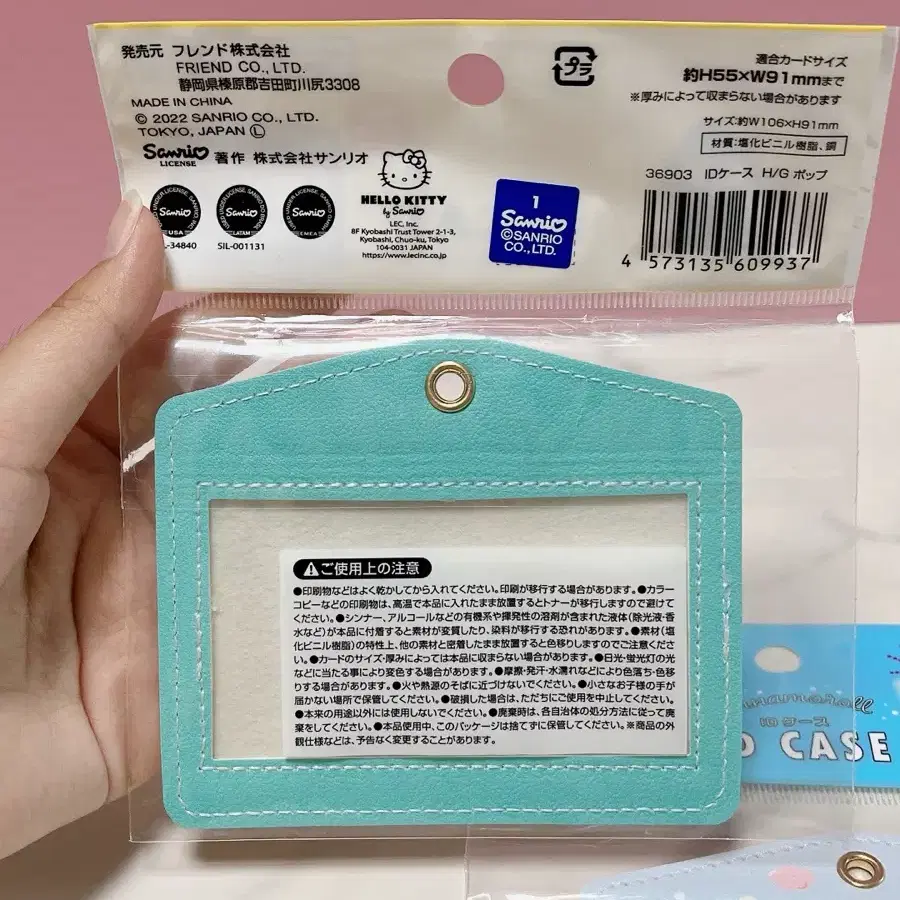 発売元 フレンド株式会社
FRIEND CO., LTD.
静岡県榛原郡吉田町川尻3308
MADE IN CHINA
© 2022 SANRIO CO., LTD.
TOKYO, JAPAN Ⓛ
Sanrio 著作 株式会社サンリオ
LICENSE
USED UNDER LICENSE, SANRIO
Sanrio
USA
-34840
Sanrio
LATAM
SIL-001131
Sanrio
EMEA
HELLO KITTY
by Sanrio
LEC, Inc.
8F Kyobashi Trust Tower 2-1-3,
Kyobashi, Chuo-ku, Tokyo
104-0031 JAPAN
https://www.lecinc.co.jp
プラ
1
Sanrio
©SANRIO
CO., LTD.
適合カードサイズ
約H55×W91mmまで
※厚みによって収まらない場合があります
サイズ:約W106×H91mm
材質:塩化ビニル樹脂、銅
36903 IDケース H/G ポップ
4 573135 609937
⚠ご使用上の注意
●印刷物などはよく乾かしてから入れてください。印刷が移行する場合があります。●カラー
コピーなどの印刷物は、高温で本品に入れたまま放置するとトナーが移行しますので避けて
ください。●シンナー、アルコールなどの有機系や揮発性の溶剤が含まれた液体(除光液・香
水など)が本品に付着すると素材が変質したり、染料が移行する恐れがあります。●素材(塩
化ビニル樹脂)の特性上、他の素材と密着したまま放置すると色移りしますのでご注意くださ
い。●カードのサイズ・厚みによっては本品に収まらない場合があります。●日光・蛍光灯の光
などに当たる事により変色する場合があります。●摩擦・発汗・水濡れなどにより色落ち・色移
りする場合があります。●火や熱源のそばに近づけないでください。●小さなお子様の手が
届かない場所で保管してください。●破損した場合は、ただちにご使用を中止してください。
●本来の用途以外には使用しないでください。●廃棄時は、各自治体の処分方法に従って廃
棄をしてください。●本品使用中、このパッケージは捨てずに保管してください。※商品の外
観仕様などは、予告なく変更することがあります。
IDケース
D CASE